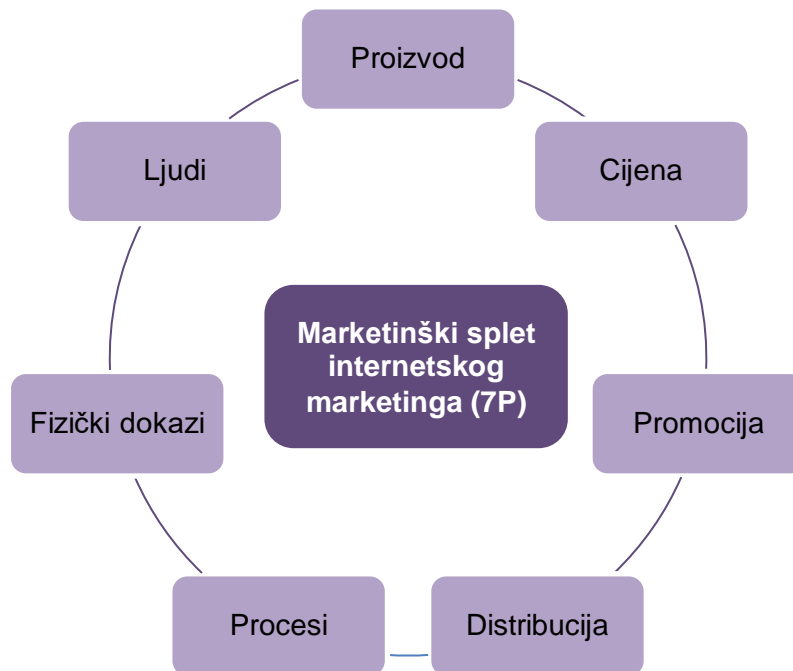 Proizvod
Ljudi
Cijena
Marketinški splet
internetskog
marketinga (7P)
Fizički dokazi
Promocija
Procesi
Distribucija